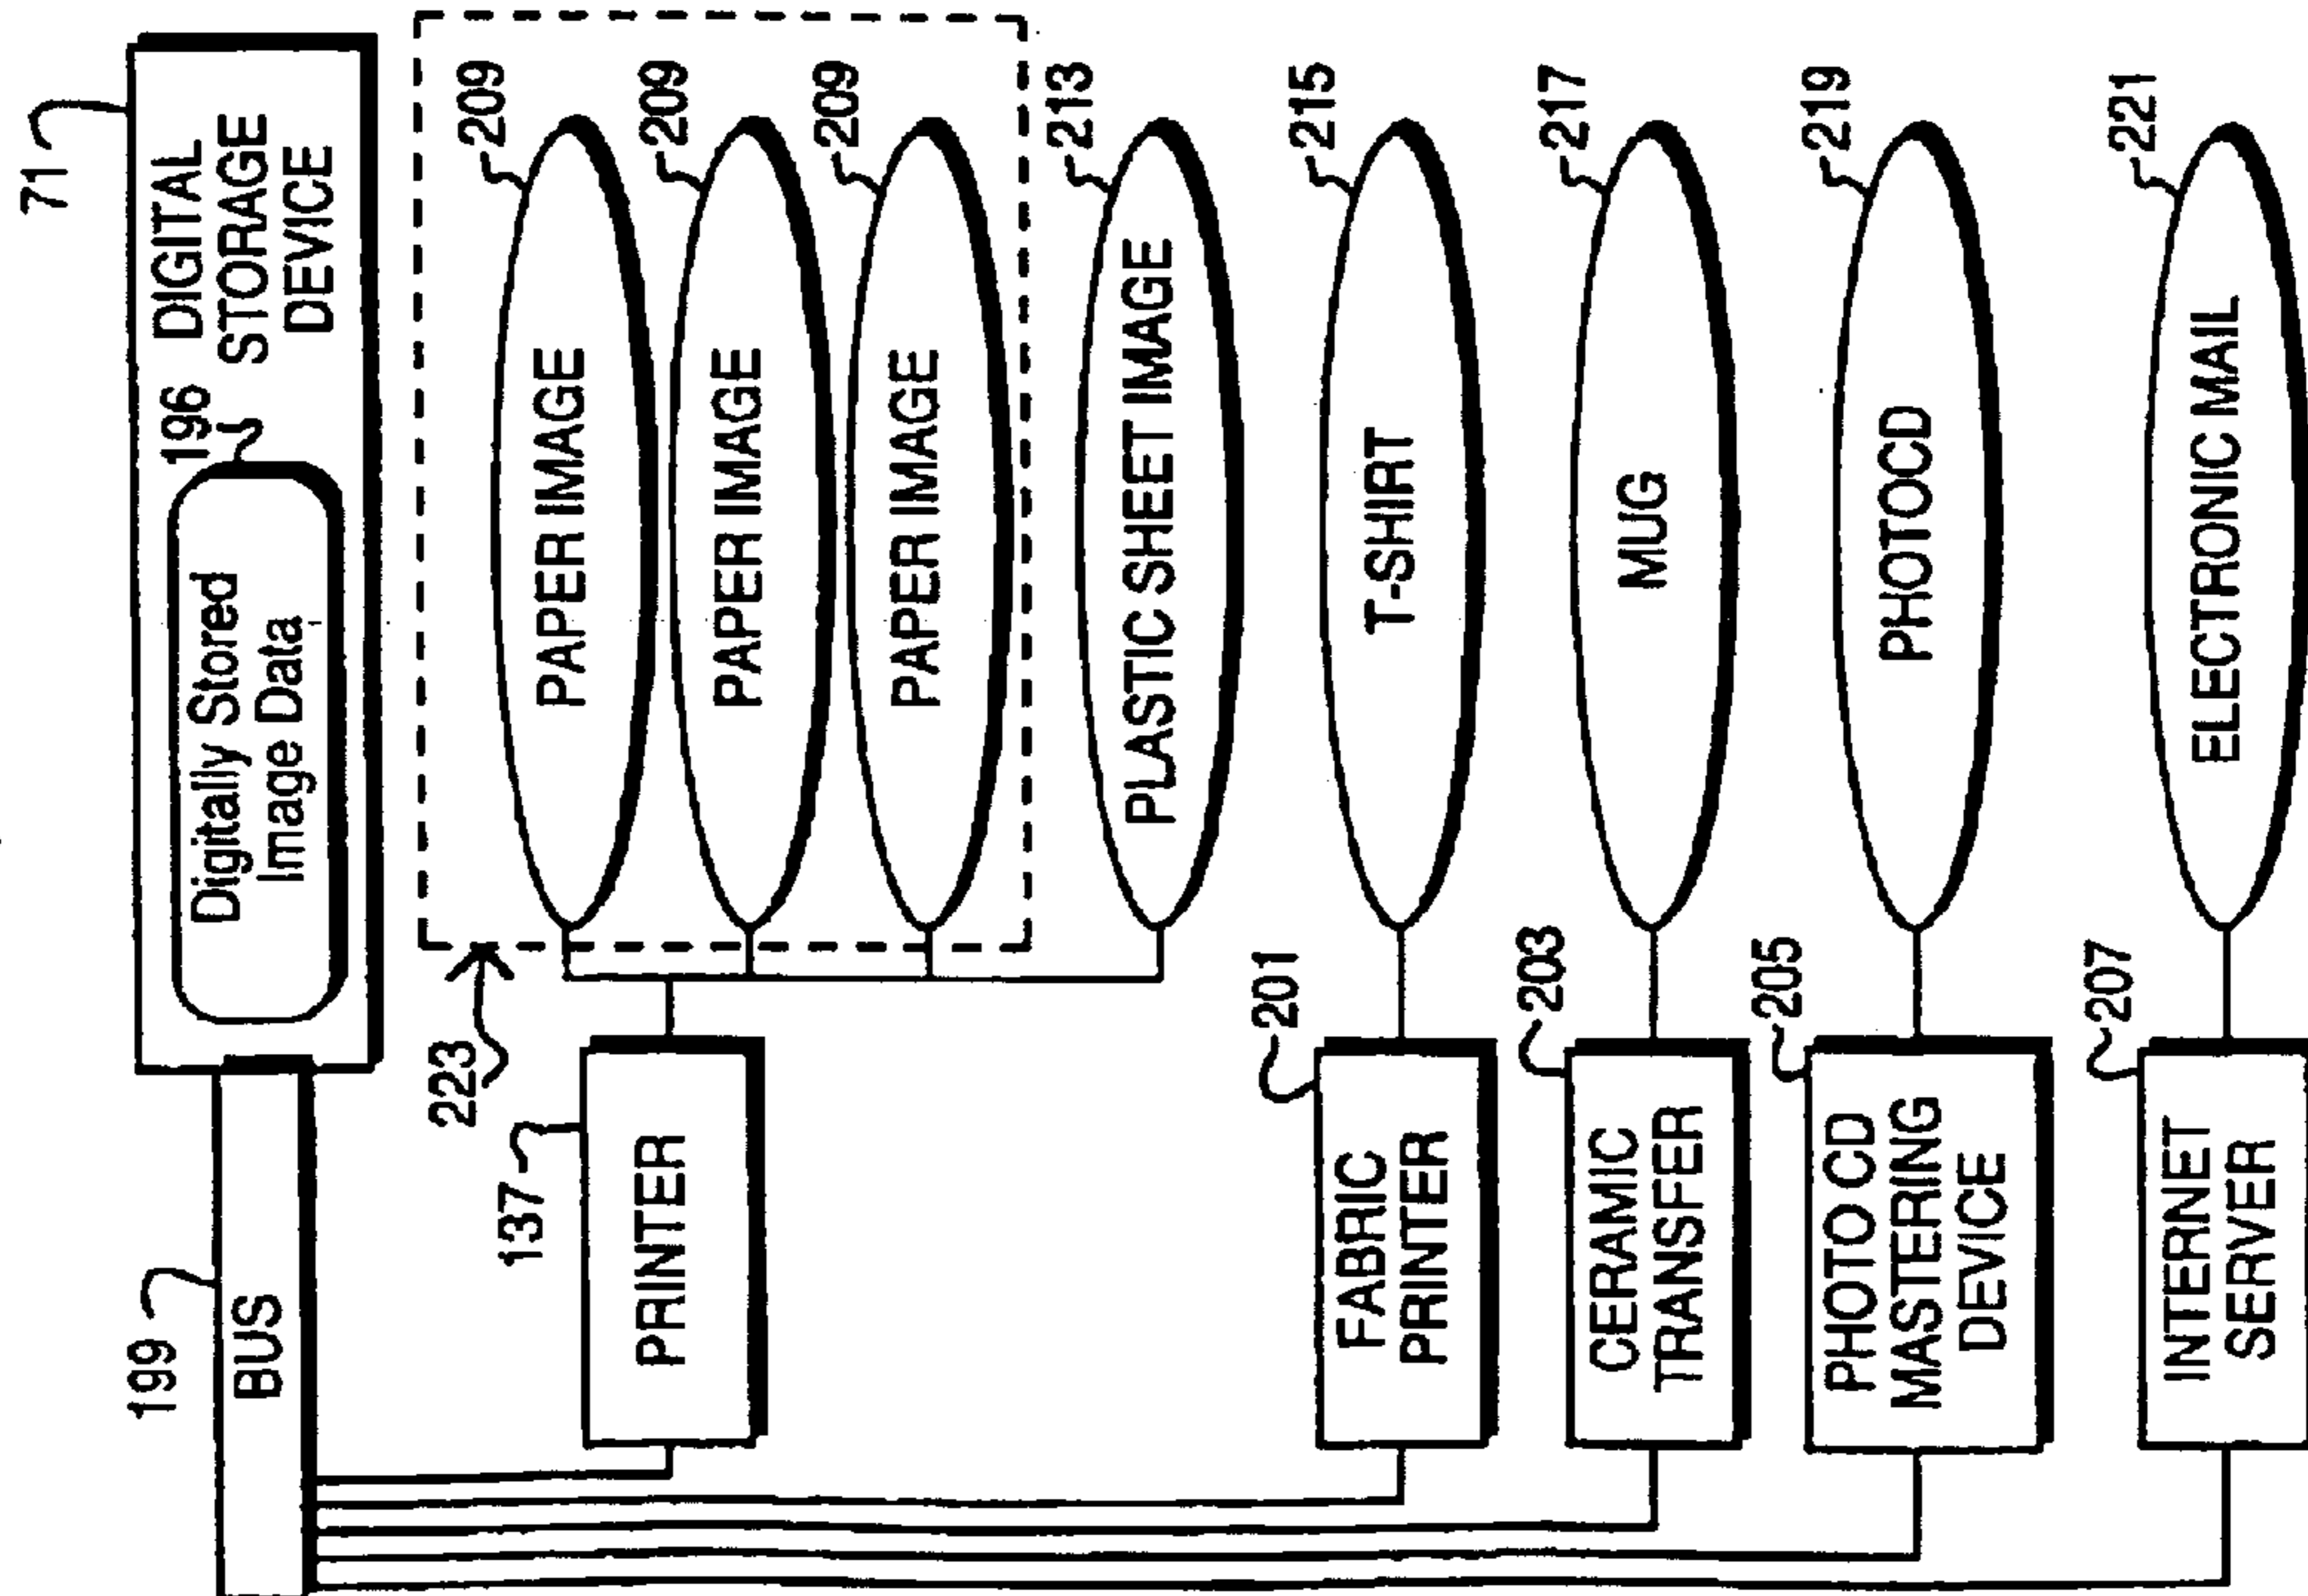 71
DIGITAL
STORAGE
DEVICE
196
Digitally Stored
Image Data
199
BUS
223
209
PAPER IMAGE
209
PAPER IMAGE
209
PAPER IMAGE
213
PLASTIC SHEET IMAGE
137
PRINTER
215
T-SHIRT
201
FABRIC
PRINTER
217
MUG
203
CERAMIC
TRANSFER
219
PHOTOCD
205
PHOTO CD
MASTERING
DEVICE
221
ELECTRONIC MAIL
207
INTERNET
SERVER